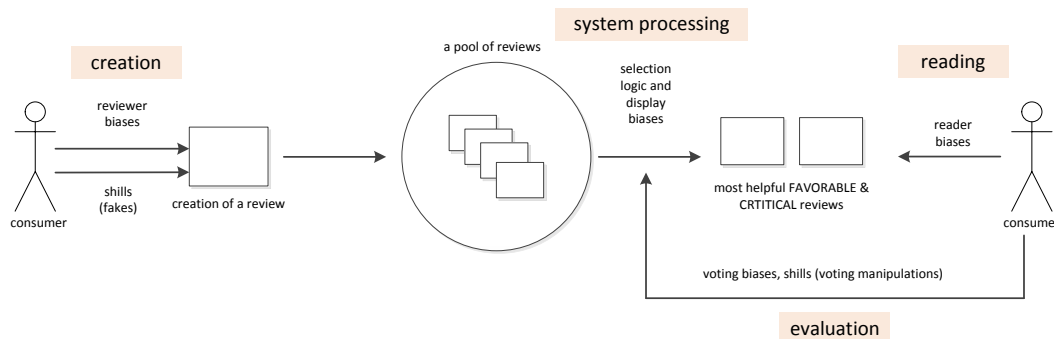 system processing
a pool of reviews
creation
reading
selection
logic and
display
biases
reviewer
biases
reader
biases
shills
(fakes)
creation of a review
most helpful FAVORABLE &
CRTITICAL reviews
consumer
consume
voting biases, shills (voting manipulations)
evaluation